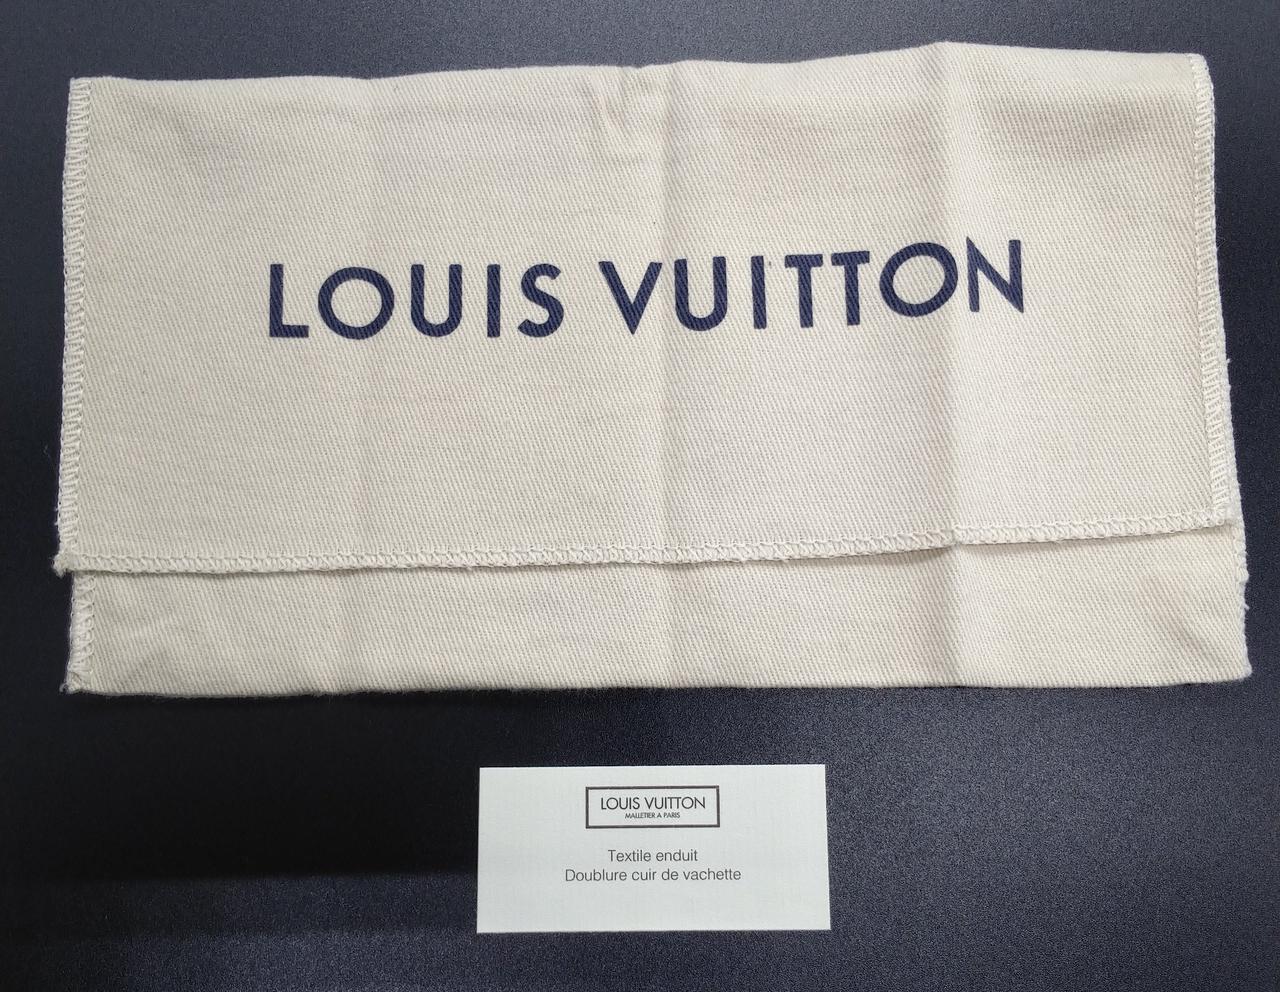 LOUIS VUITTON
LOUIS VUITTON
MALLETIER A PARIS
Textile enduit
Doublure cuir de vachette